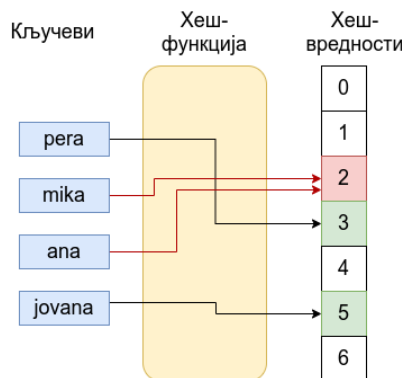 Кључеви
Хеш-
функција
Хеш-
вредности
pera
mika
ana
jovana
0
1
2
3
4
5
6